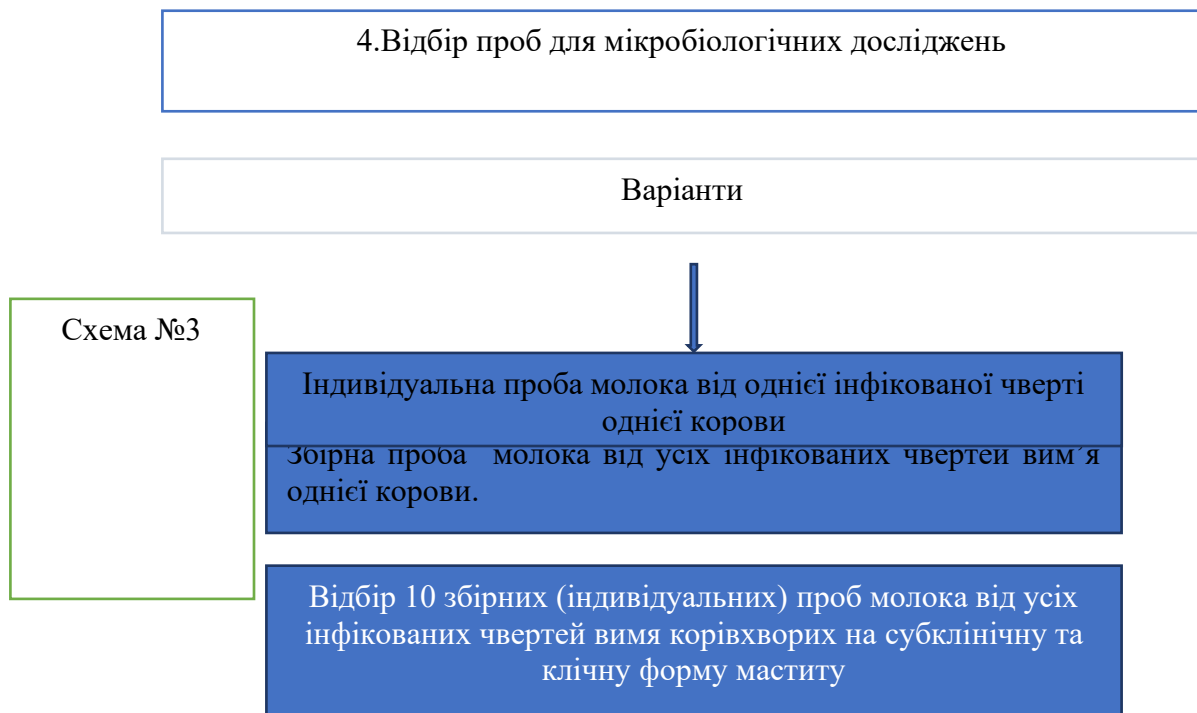 4.Відбір проб для мікробіологічних досліджень
Варіанти
Схема №3
Індивідуальна проба молока від однієї інфікованої чверті
однієї корови
Збірна проба молока від усіх інфікованих чвертей вим’я
однієї корови.
Відбір 10 збірних (індивідуальних) проб молока від усіх
інфікованих чвертей вимя корівхворих на субклінічну та
клічну форму маститу